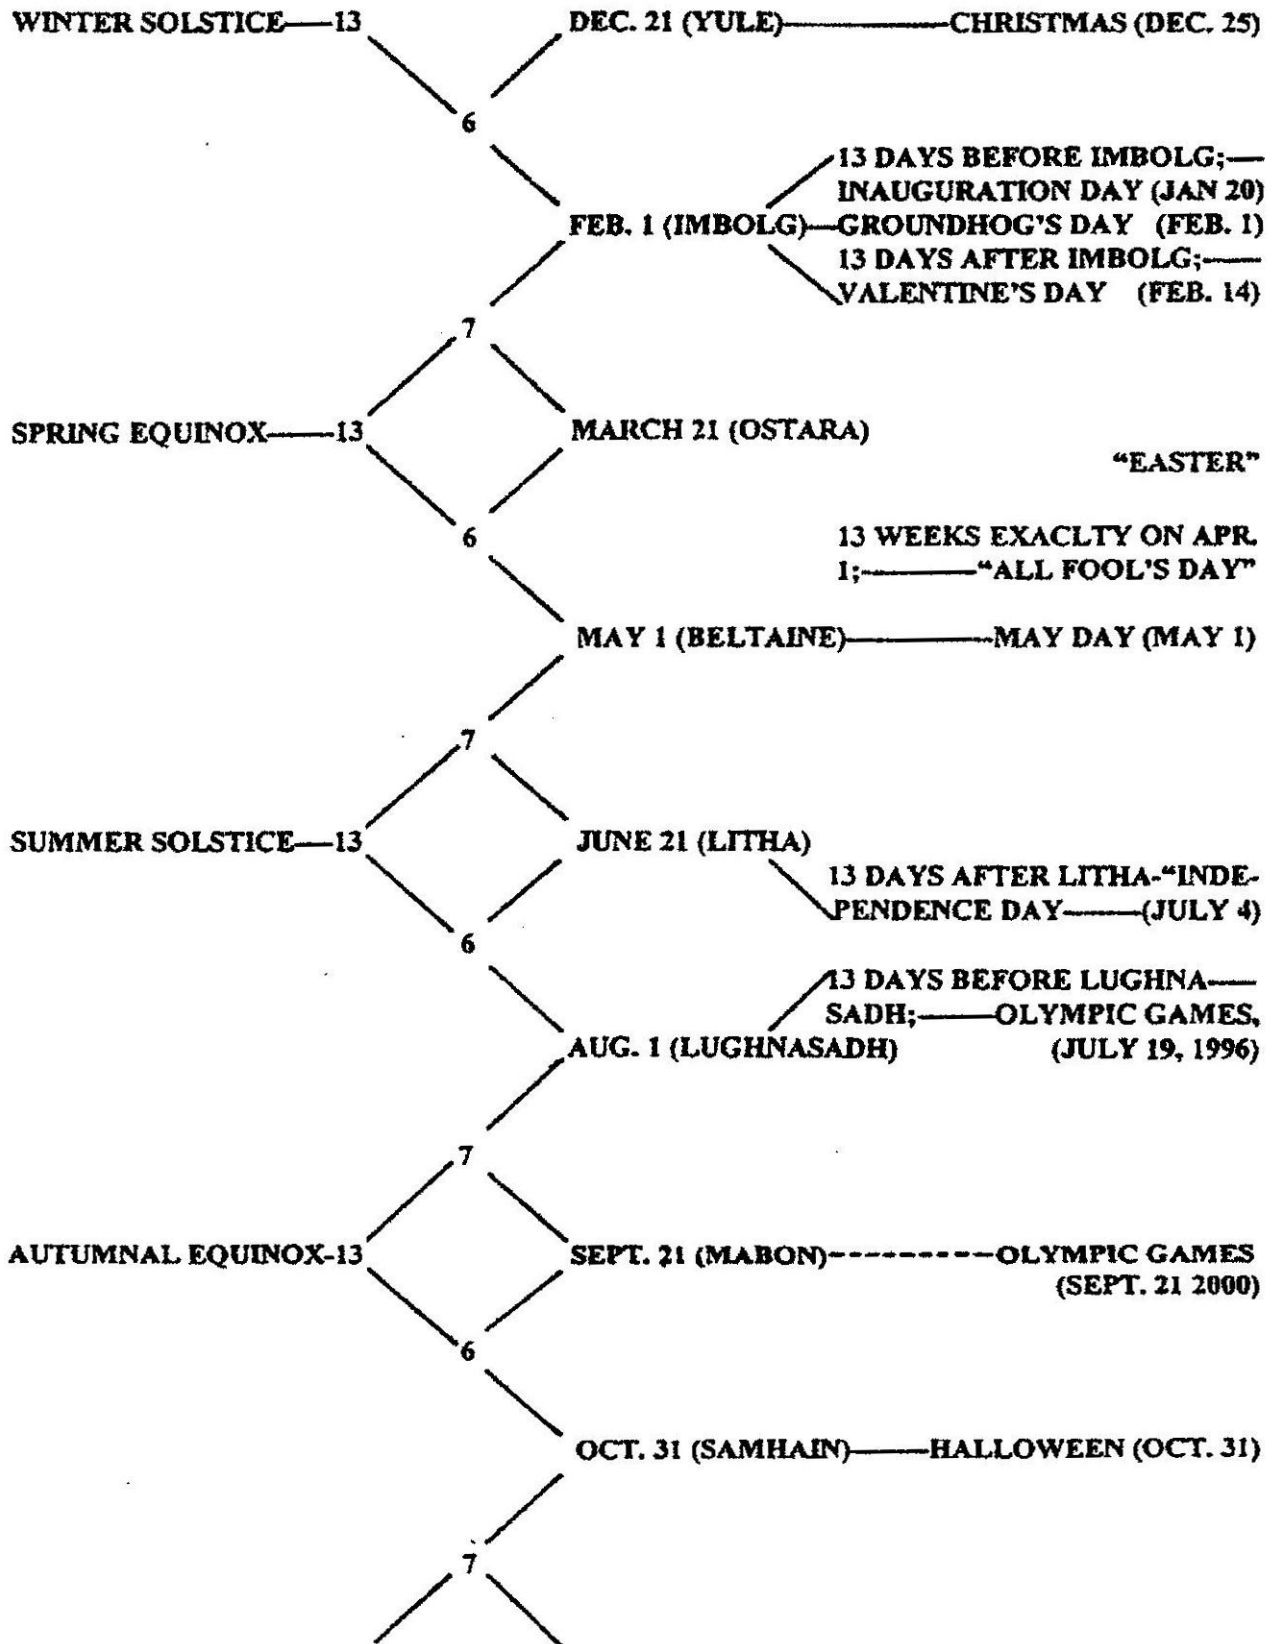 WINTER SOLSTICE—13 DEC. 21 (YULE)—CHRISTMAS (DEC. 25)
6
13 DAYS BEFORE IMBOLG;—
INAUGURATION DAY (JAN 20)
FEB. 1 (IMBOLG)—GROUNDHOG'S DAY (FEB. 1)
13 DAYS AFTER IMBOLG;—
VALENTINE'S DAY (FEB. 14)
7
SPRING EQUINOX—13 MARCH 21 (OSTARA)
“EASTER”
6
13 WEEKS EXACLTY ON APR.
1;—“ALL FOOL'S DAY”
MAY 1 (BELTAINE)—MAY DAY (MAY 1)
7
SUMMER SOLSTICE—13 JUNE 21 (LITHA)
13 DAYS AFTER LITHA-“INDE-
PENDENCE DAY—(JULY 4)
6
13 DAYS BEFORE LUGHNA—
SADH;—OLYMPIC GAMES,
AUG. 1 (LUGHNASADH) (JULY 19, 1996)
7
AUTUMNAL EQUINOX-13 SEPT. 21 (MABON)---------OLYMPIC GAMES
(SEPT. 21 2000)
6
OCT. 31 (SAMHAIN)—HALLOWEEN (OCT. 31)
7